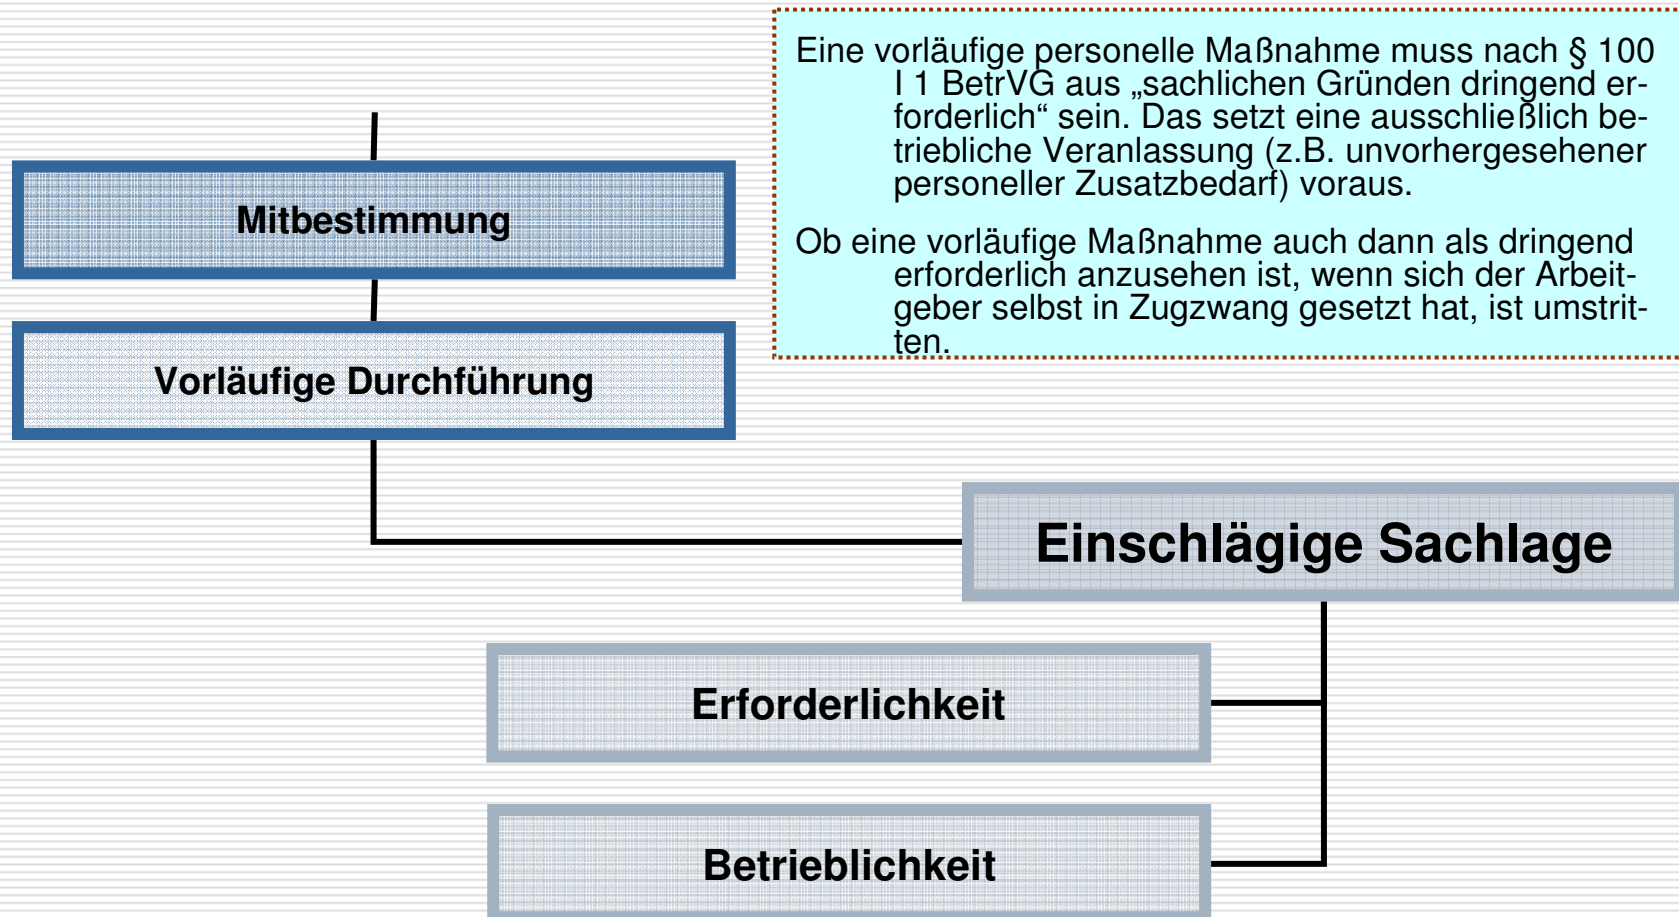 Eine vorläufige personelle Maßnahme muss nach § 100
I 1 BetrVG aus „sachlichen Gründen dringend er-
forderlich“ sein. Das setzt eine ausschließlich be-
triebliche Veranlassung (z.B. unvorhergesehener
personeller Zusatzbedarf) voraus.
Ob eine vorläufige Maßnahme auch dann als dringend
erforderlich anzusehen ist, wenn sich der Arbeit-
geber selbst in Zugzwang gesetzt hat, ist umstrit-
ten.
Mitbestimmung
Vorläufige Durchführung
Einschlägige Sachlage
Erforderlichkeit
Betrieblichkeit